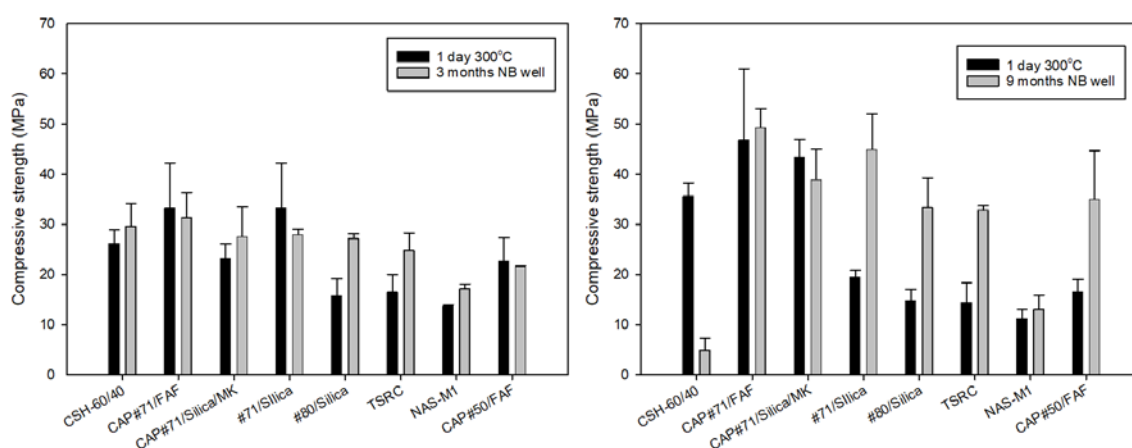 70
60
50
40
30
20
10
0
Compressive strength (MPa)
1 day 300°C
3 months NB well
CSH-60/40
CAP#71/FAF
CAP#71/Silica/MK
#71/Silica
#80/Silica
TSRC
NAS-M1
CAP#50/FAF
70
60
50
40
30
20
10
0
Compressive strength (MPa)
1 day 300°C
9 months NB well
CSH-60/40
CAP#71/FAF
CAP#71/Silica/MK
#71/Silica
#80/Silica
TSRC
NAS-M1
CAP#50/FAF